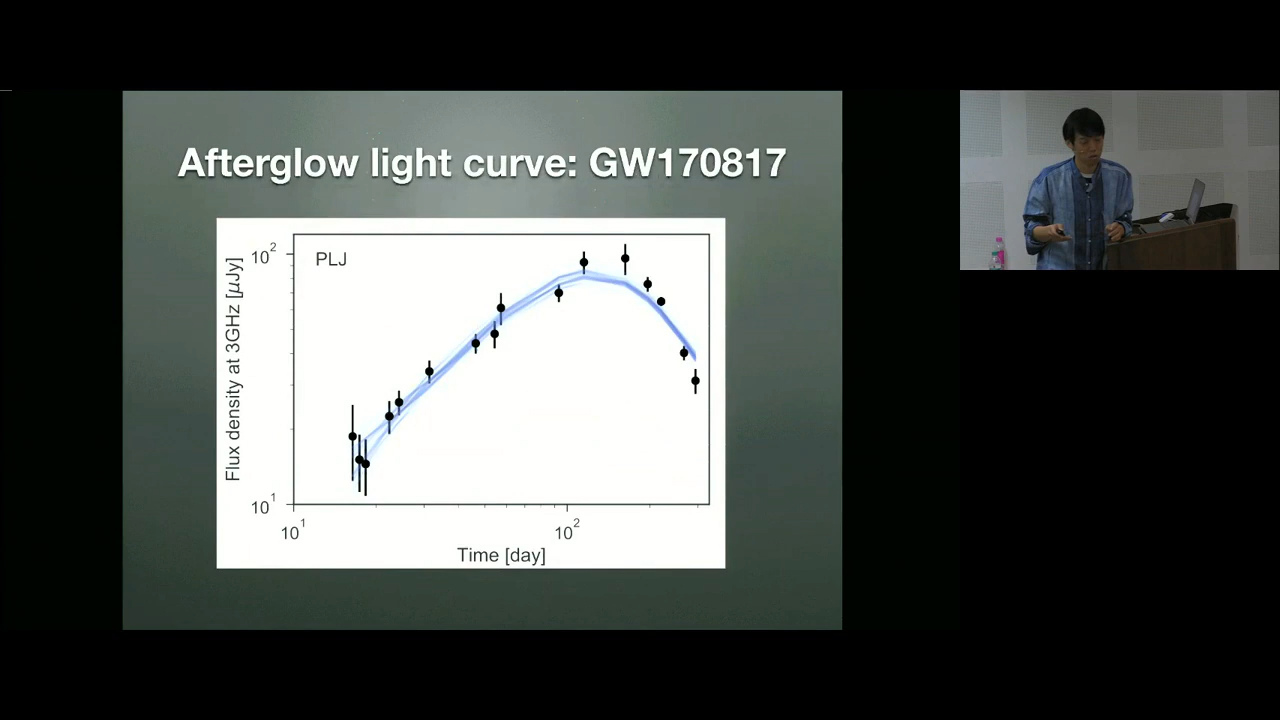 Afterglow light curve: GW170817
PLJ
Flux density at 3GHz [μJy]
10²
10¹
10¹
10²
Time [day]